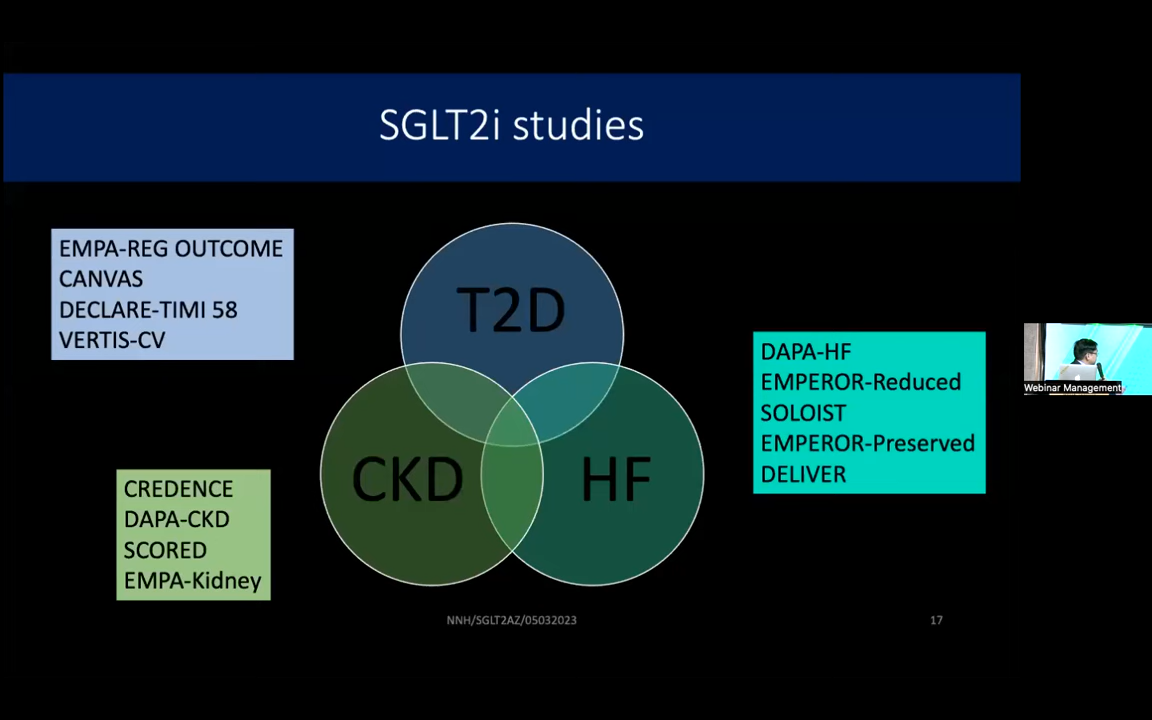 SGLT2i studies
EMPA-REG OUTCOME
CANVAS
DECLARE-TIMI 58
VERTIS-CV
T2D
DAPA-HF
EMPEROR-Reduced
SOLOIST
EMPEROR-Preserved
DELIVER
CKD
HF
CREDENCE
DAPA-CKD
SCORED
EMPA-Kidney
Webinar Management
NNH/SGLT2AZ/05032023
17